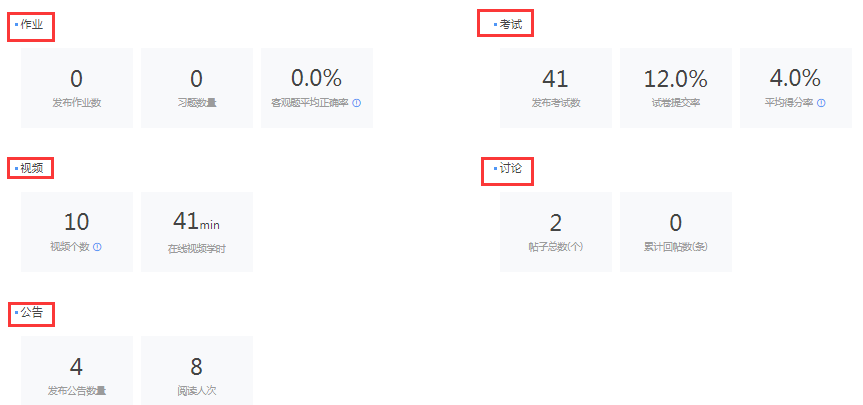 作业
0
发布作业数
0
习题数量
0.0%
客观题平均正确率
考试
41
发布考试数
12.0%
试卷提交率
4.0%
平均得分率
视频
10
视频个数
41min
在线视频学时
讨论
2
帖子总数(个)
0
累计回帖数(条)
公告
4
发布公告数量
8
阅读人次